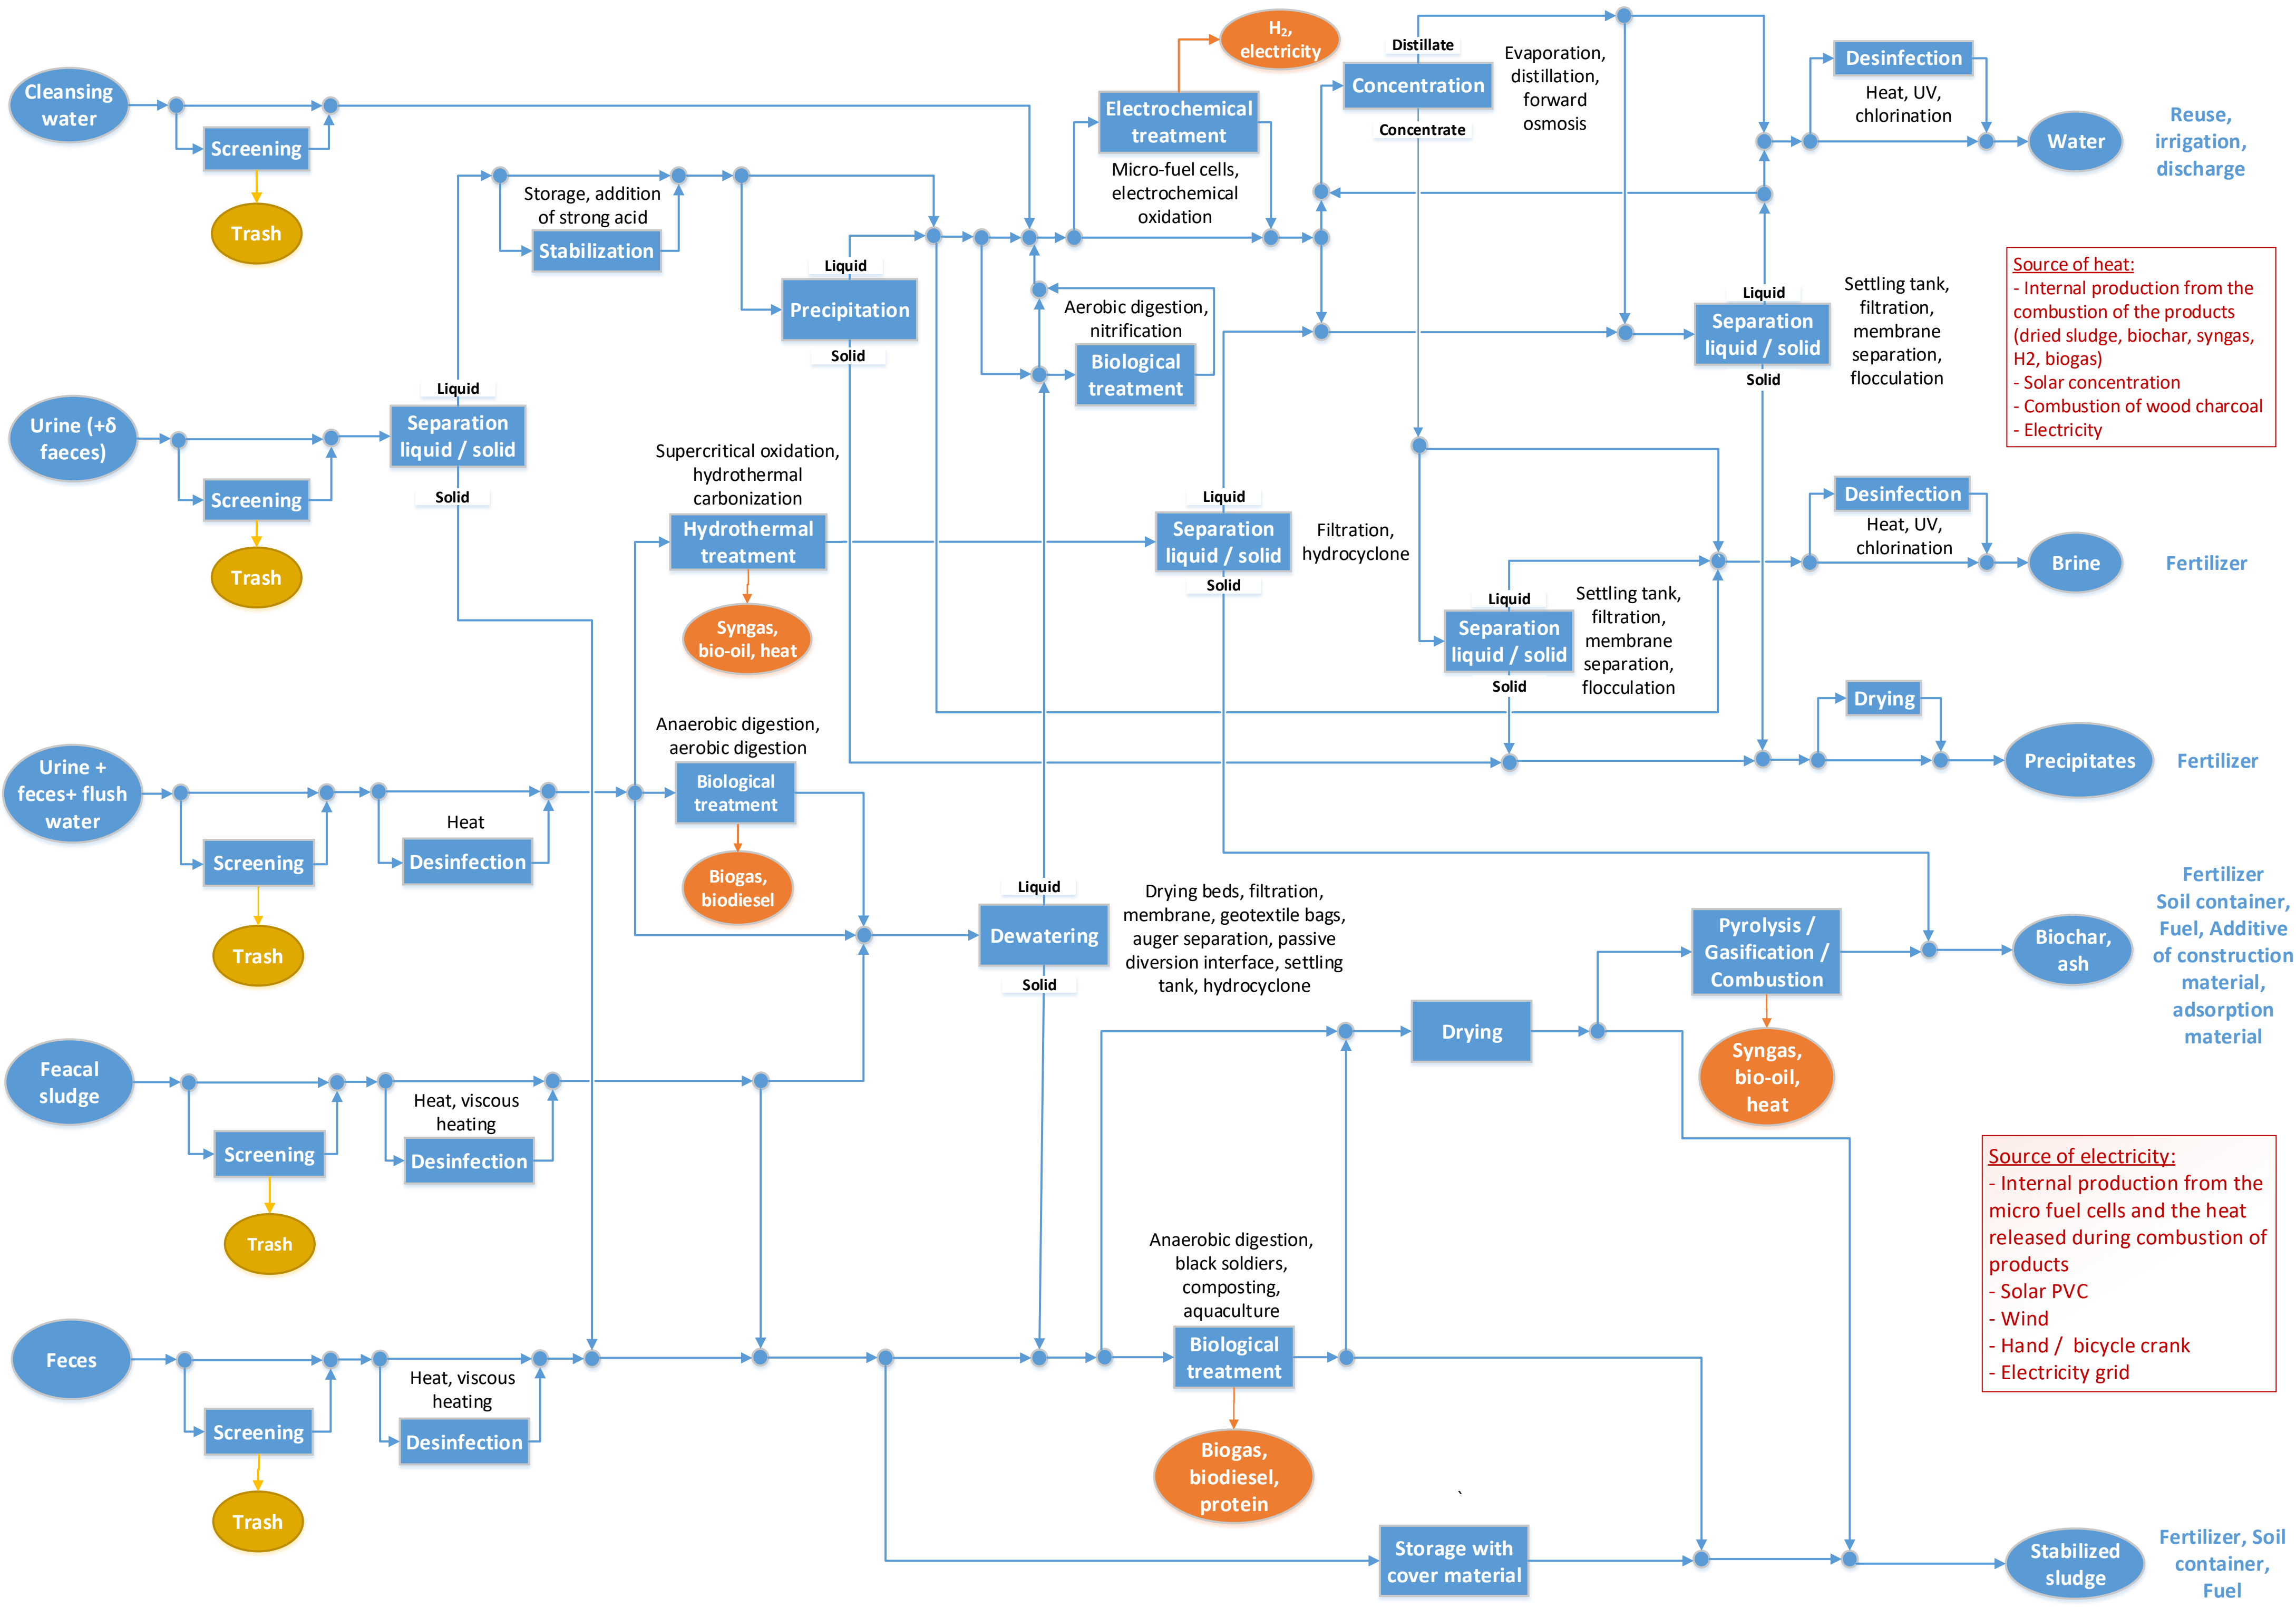 Cleansing
water
Screening
Trash
Storage, addition
of strong acid
Stabilization
Liquid
Precipitation
Solid
H₂,
electricity
Electrochemical
treatment
Micro-fuel cells,
electrochemical
oxidation
Aerobic digestion,
nitrification
Biological
treatment
Distillate
Concentration
Concentrate
Evaporation,
distillation,
forward
osmosis
Desinfection
Heat, UV,
chlorination
Water
Reuse,
irrigation,
discharge
Liquid
Separation
liquid / solid
Solid
Settling tank,
filtration,
membrane
separation,
flocculation
Source of heat:
- Internal production from the
combustion of the products
(dried sludge, biochar, syngas,
H2, biogas)
- Solar concentration
- Combustion of wood charcoal
- Electricity
Urine (+δ
faeces)
Screening
Trash
Liquid
Separation
liquid / solid
Solid
Supercritical oxidation,
hydrothermal
carbonization
Hydrothermal
treatment
Syngas,
bio-oil, heat
Liquid
Separation
liquid / solid
Solid
Filtration,
hydrocyclone
Liquid
Separation
liquid / solid
Solid
Settling tank,
filtration,
membrane
separation,
flocculation
Desinfection
Heat, UV,
chlorination
Brine
Fertilizer
Drying
Precipitates
Fertilizer
Urine +
feces+ flush
water
Screening
Trash
Heat
Desinfection
Anaerobic digestion,
aerobic digestion
Biological
treatment
Biogas,
biodiesel
Liquid
Dewatering
Solid
Drying beds, filtration,
membrane, geotextile bags,
auger separation, passive
diversion interface, settling
tank, hydrocyclone
Drying
Pyrolysis /
Gasification /
Combustion
Syngas,
bio-oil,
heat
Biochar,
ash
Fertilizer
Soil container,
Fuel, Additive
of construction
material,
adsorption
material
Feacal
sludge
Screening
Trash
Heat, viscous
heating
Desinfection
Source of electricity:
- Internal production from the
micro fuel cells and the heat
released during combustion of
products
- Solar PVC
- Wind
- Hand /  bicycle crank
- Electricity grid
Feces
Screening
Trash
Heat, viscous
heating
Desinfection
Anaerobic digestion,
black soldiers,
composting,
aquaculture
Biological
treatment
Biogas,
biodiesel,
protein
`
Storage with
cover material
Stabilized
sludge
Fertilizer, Soil
container,
Fuel